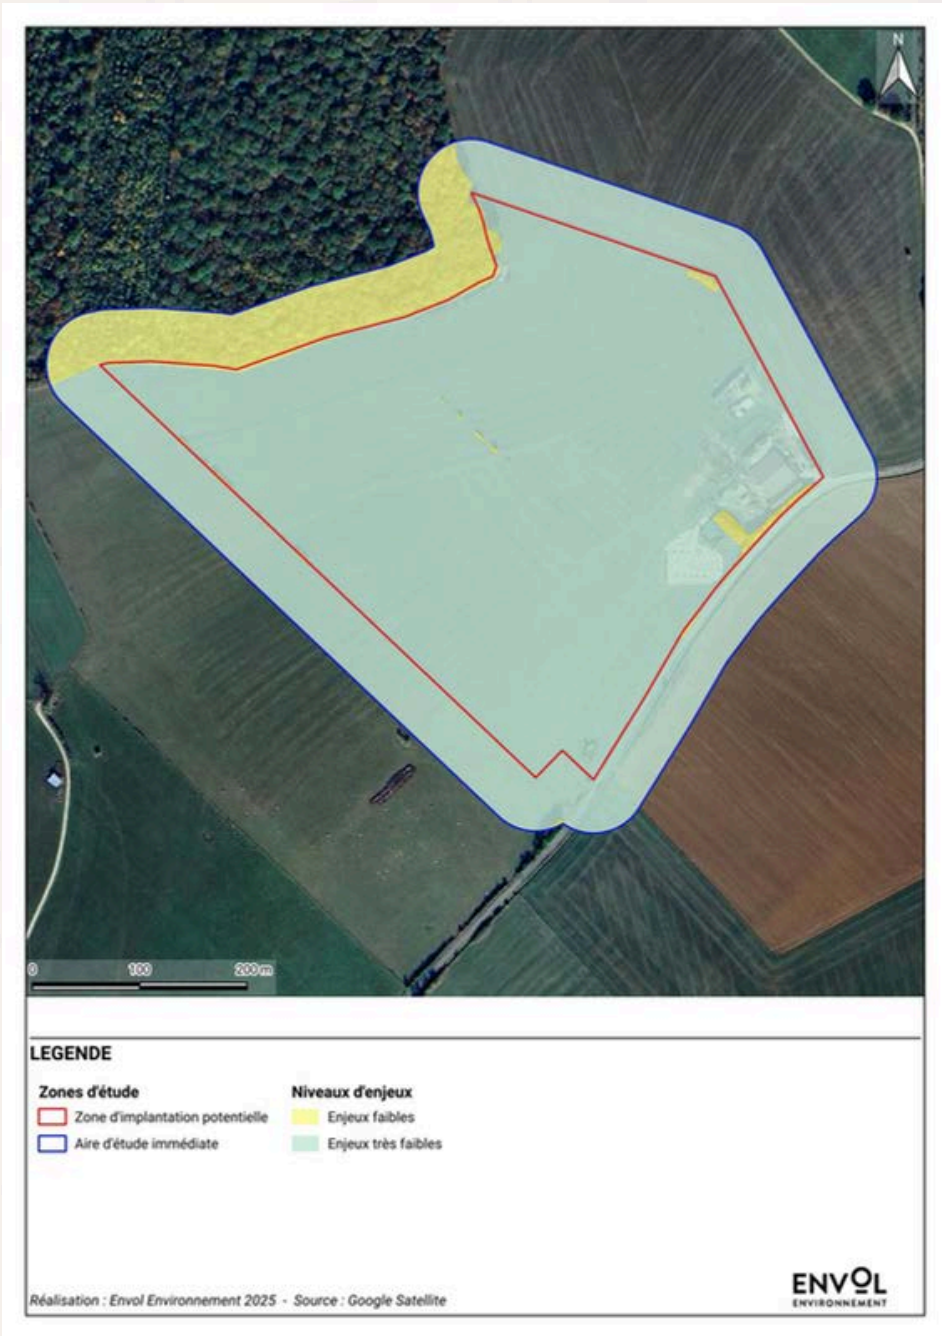 N
0 100 200 m
LEGENDE
Zones d'étude
Zone d'implantation potentielle
Aire d'étude immédiate
Niveaux d'enjeux
Enjeux faibles
Enjeux très faibles
Réalisation : Envol Environnement 2025 - Source : Google Satellite
ENVOL
ENVIRONNEMENT